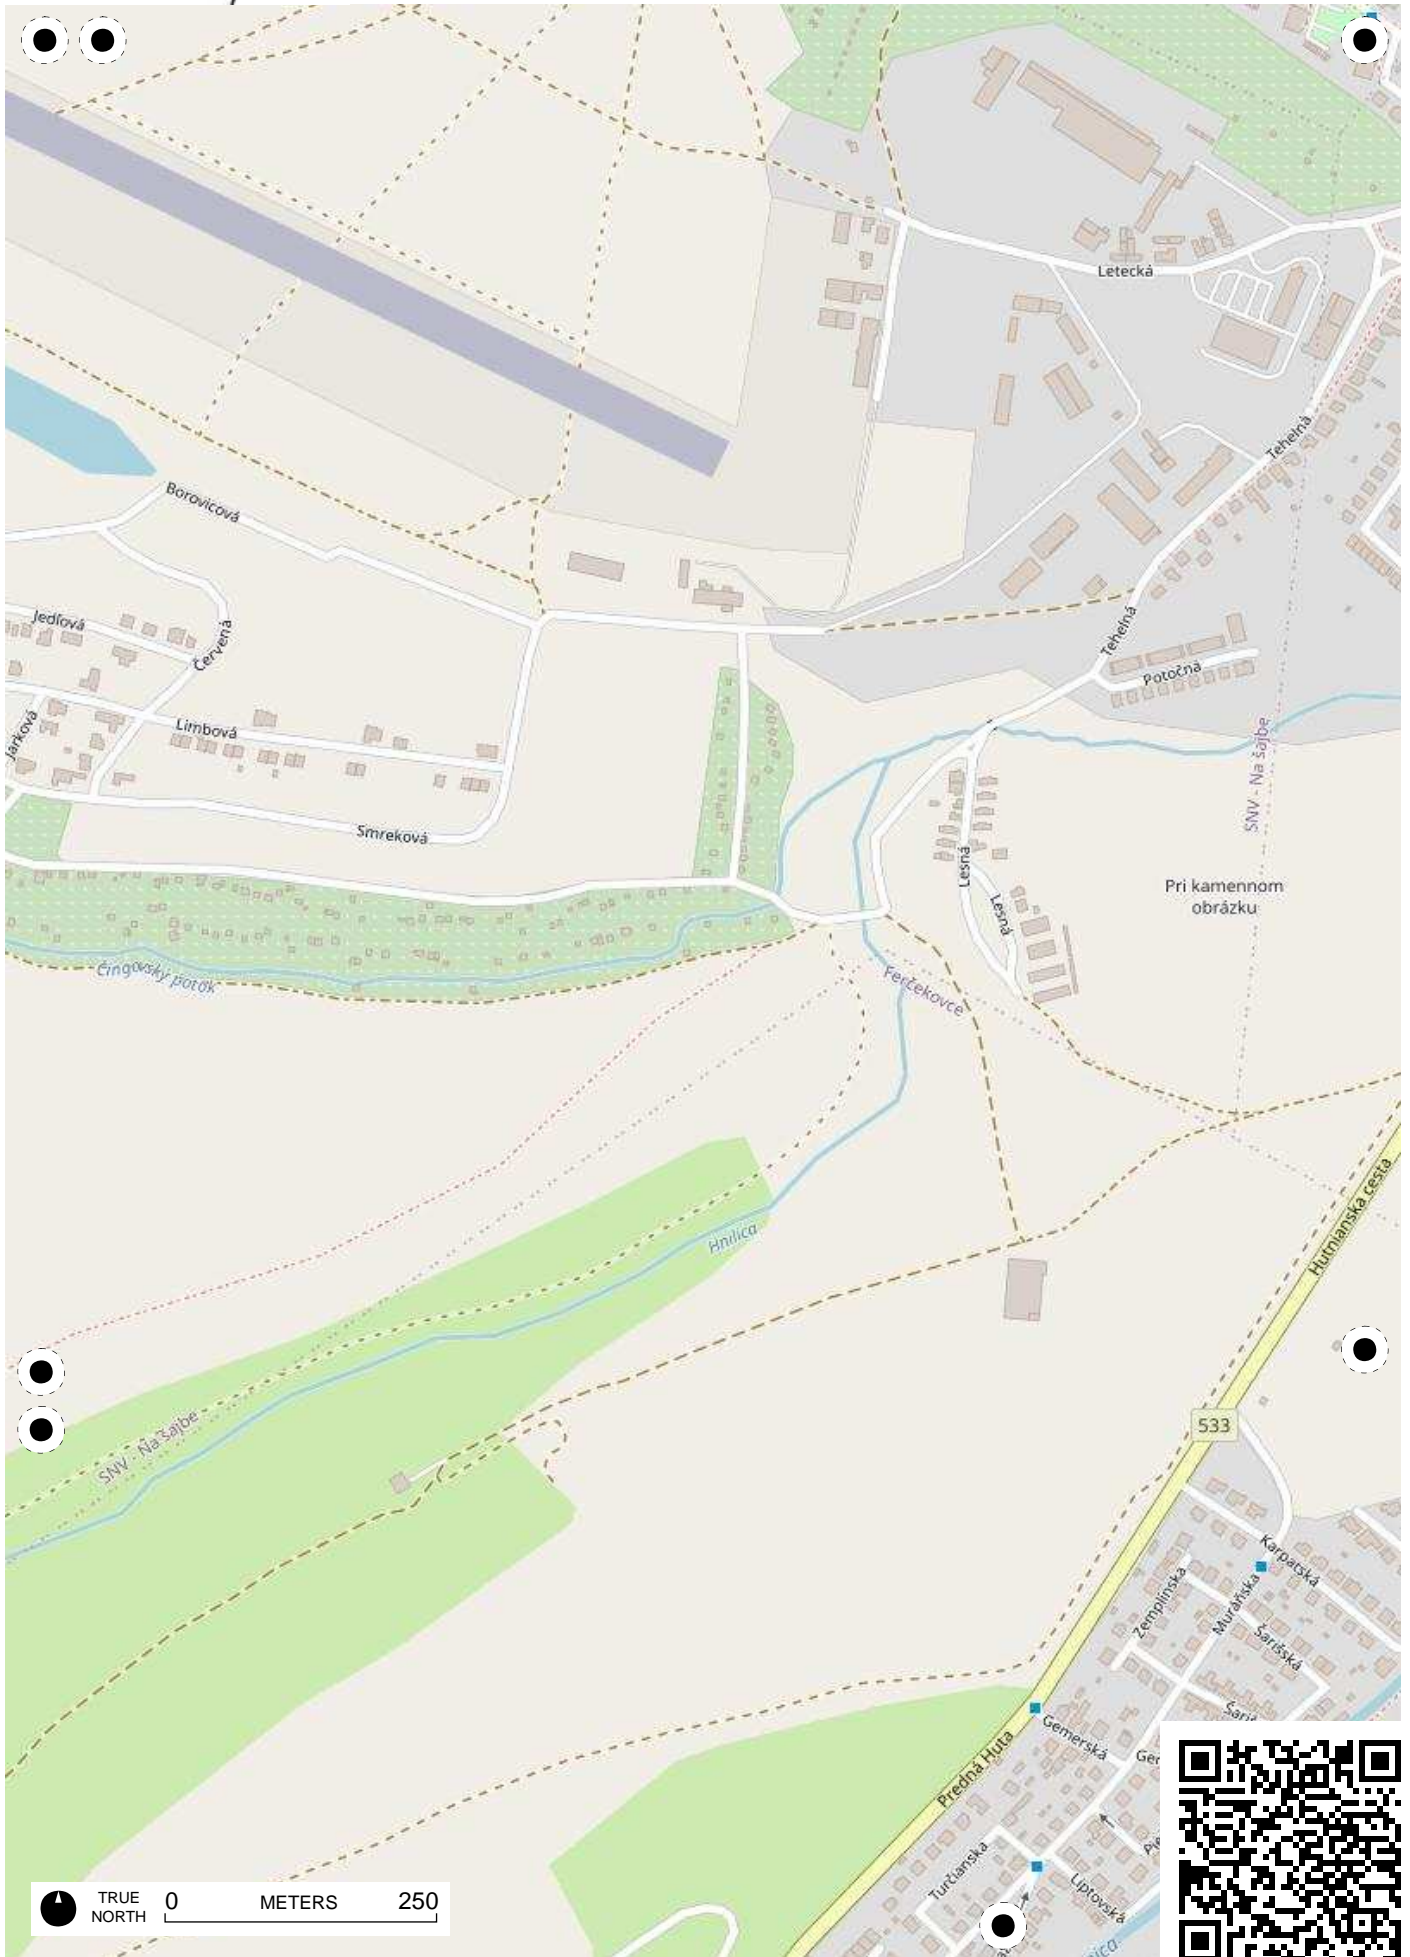 Letecká
Tehelná
Borovicová
Jedľová
Červená
Tehelná
Potočná
Jarková
Limbová
SNV - Na šajbe
Smreková
Lesná
Lesná
Pri kamennom
obrázku
Čingovský potok
Ferčekovce
Hnilica
Hutnianska cesta
SNV - Na šajbe
533
Karpatská
Zemplínska
Muránska
Šarišská
Gemerská
Predná Huta
Turčianska
Liptovská
TRUE
NORTH
0 METERS 250